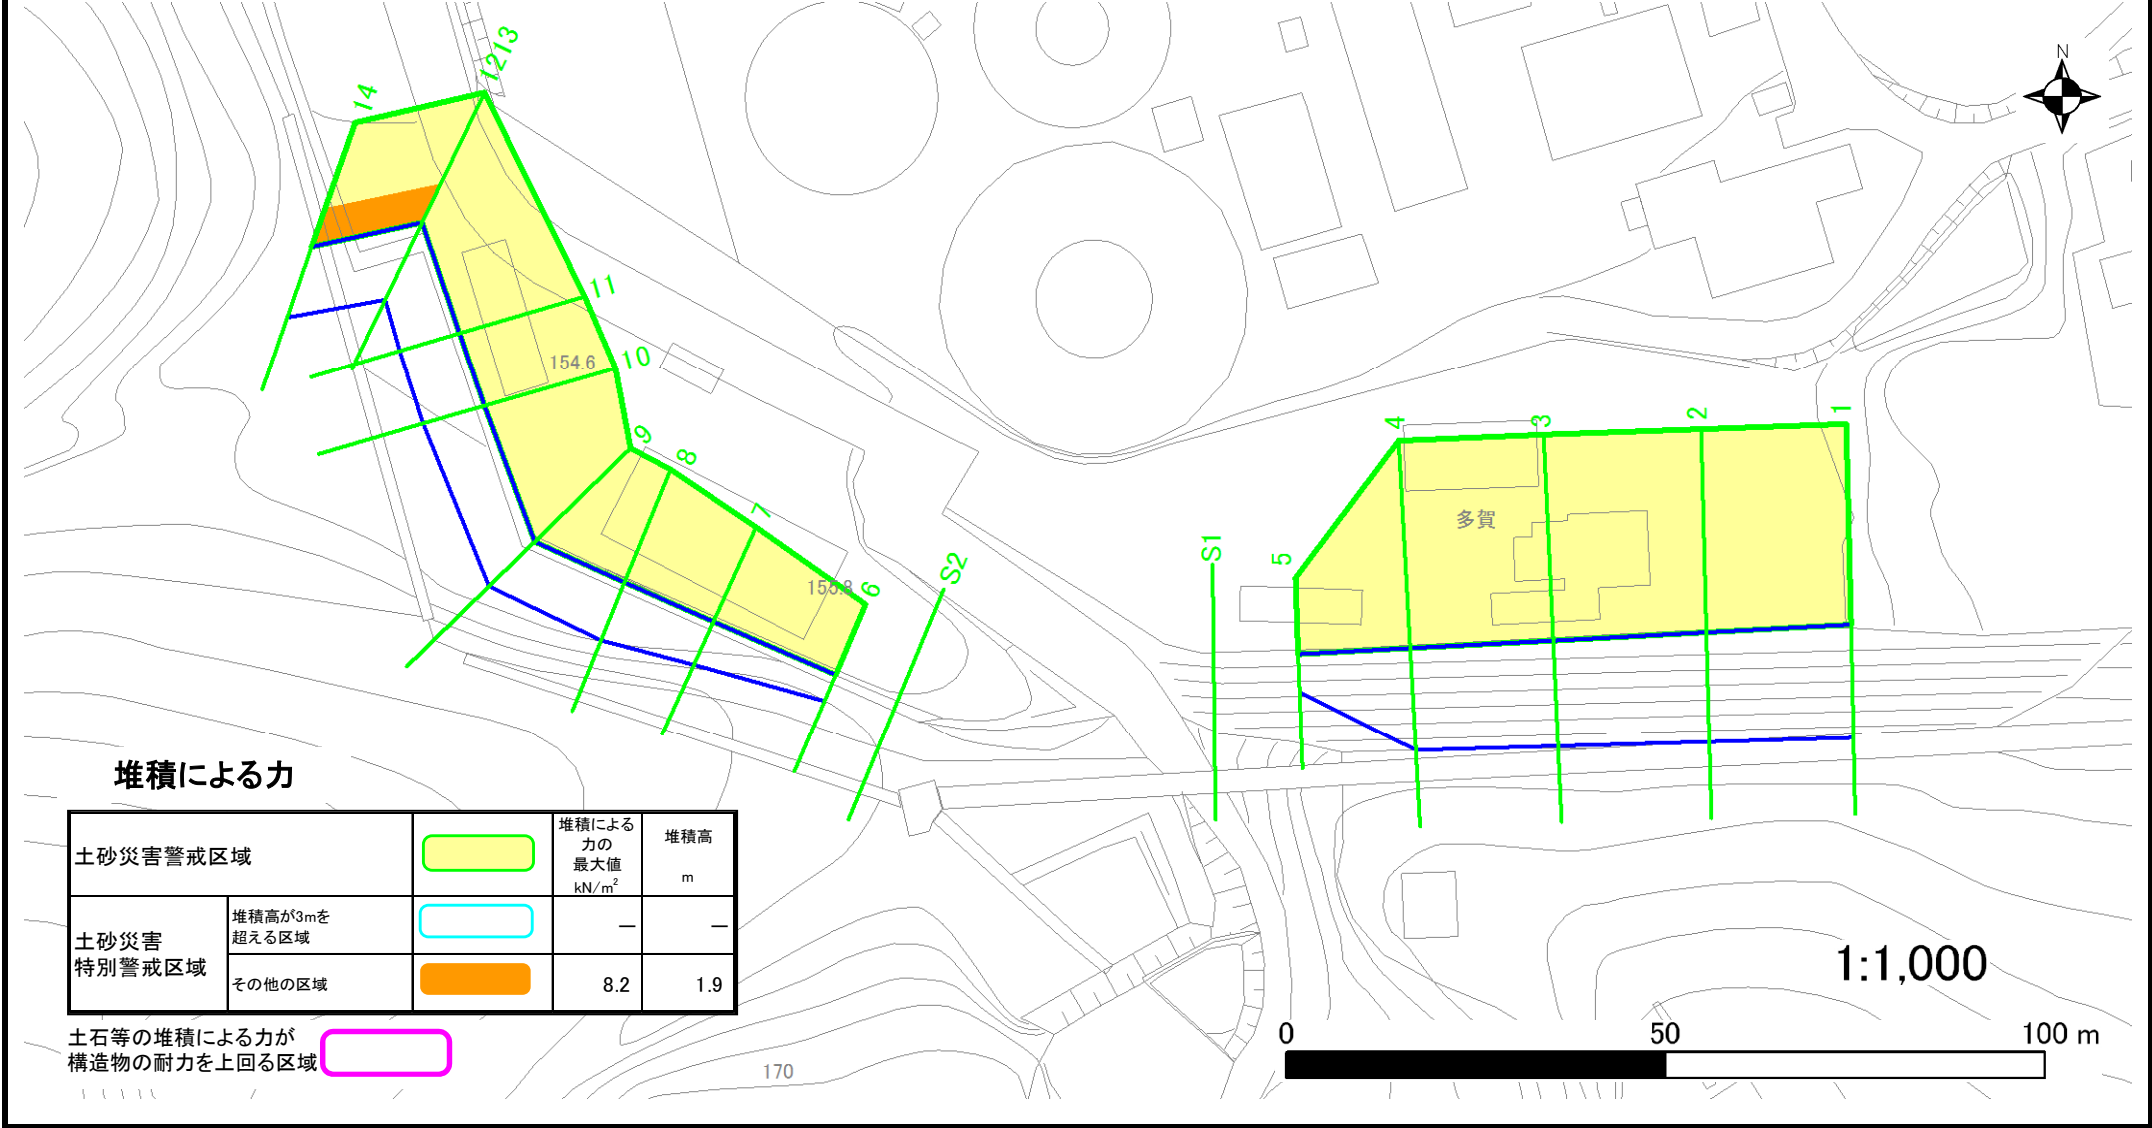 N
1213
14
11
10
154.6
9
8
7
155.8
6
S2
S1
5
4
3
2
1
多賀
堆積による力
土砂災害警戒区域
堆積による
力の
最大値
kN/m²
堆積高
m
土砂災害
特別警戒区域
堆積高が3mを
超える区域
－
－
その他の区域
8.2
1.9
土石等の堆積による力が
構造物の耐力を上回る区域
170
1:1,000
0
50
100 m